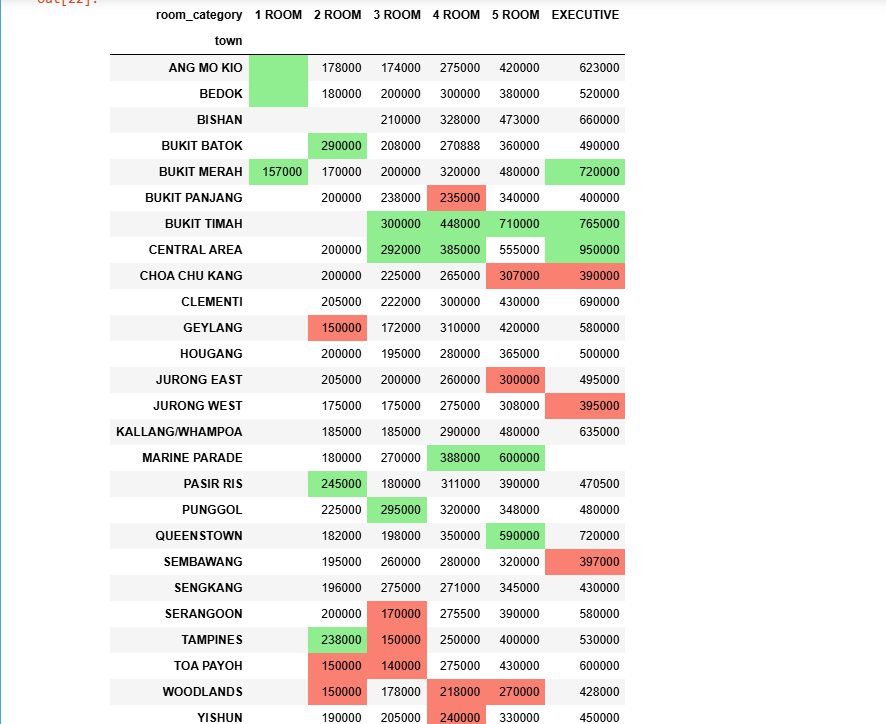 Out[22]:
room_category 1 ROOM 2 ROOM 3 ROOM 4 ROOM 5 ROOM EXECUTIVE
town
ANG MO KIO 178000 174000 275000 420000 623000
BEDOK 180000 200000 300000 380000 520000
BISHAN 210000 328000 473000 660000
BUKIT BATOK 290000 208000 270888 360000 490000
BUKIT MERAH 157000 170000 200000 320000 480000 720000
BUKIT PANJANG 200000 238000 235000 340000 400000
BUKIT TIMAH 300000 448000 710000 765000
CENTRAL AREA 200000 292000 385000 555000 950000
CHOA CHU KANG 200000 225000 265000 307000 390000
CLEMENTI 205000 222000 300000 430000 690000
GEYLANG 150000 172000 310000 420000 580000
HOUGANG 200000 195000 280000 365000 500000
JURONG EAST 205000 200000 260000 300000 495000
JURONG WEST 175000 175000 275000 308000 395000
KALLANG/WHAMPOA 185000 185000 290000 480000 635000
MARINE PARADE 180000 270000 388000 600000
PASIR RIS 245000 180000 311000 390000 470500
PUNGGOL 225000 295000 320000 348000 480000
QUEENSTOWN 182000 198000 350000 590000 720000
SEMBAWANG 195000 260000 280000 320000 397000
SENGKANG 196000 275000 271000 345000 430000
SERANGOON 200000 170000 275500 390000 580000
TAMPINES 238000 150000 250000 400000 530000
TOA PAYOH 150000 140000 275000 430000 600000
WOODLANDS 150000 178000 218000 270000 428000
YISHUN 190000 205000 240000 330000 450000